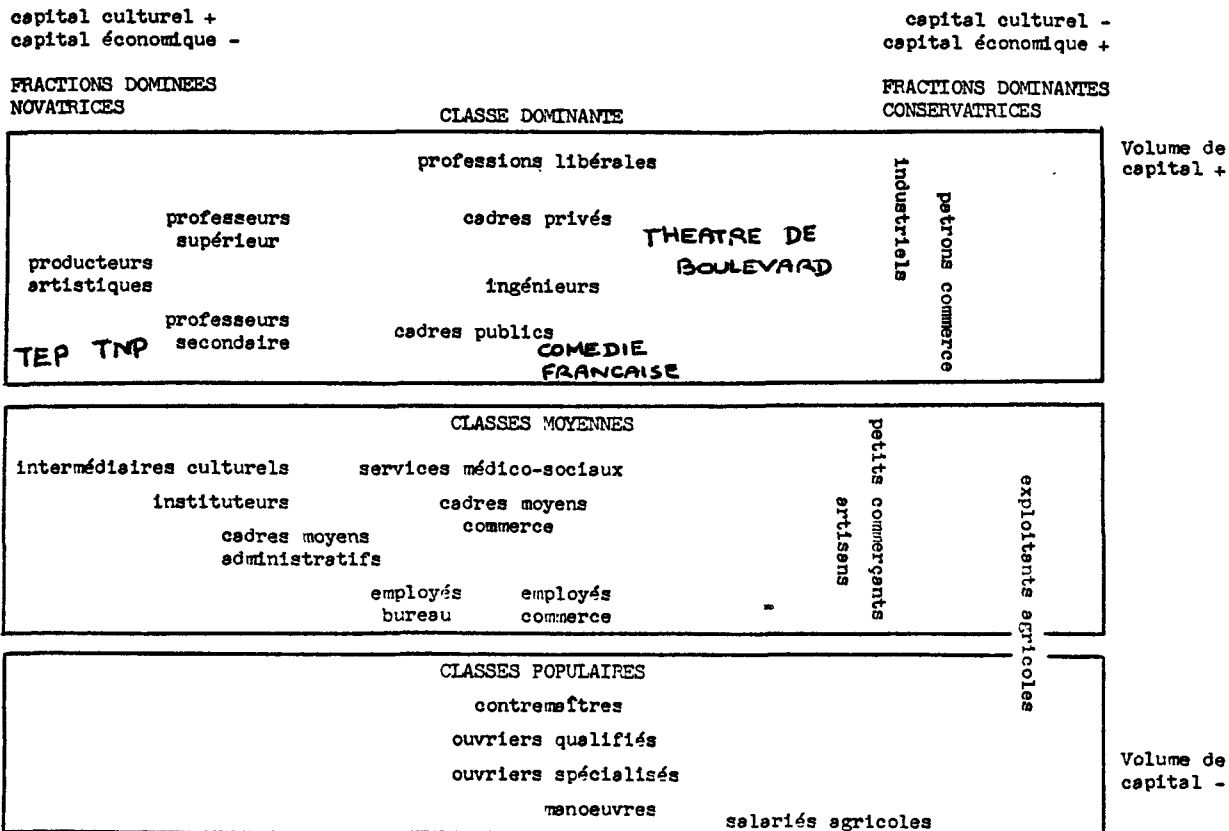 capital culturel +
capital économique -
capital culturel -
capital économique +
FRACTIONS DOMINEES
NOVATRICES
FRACTIONS DOMINANTES
CONSERVATRICES
CLASSE DOMINANTE
Volume de
capital +
professions libérales
industriels
patrons commerce
professeurs
supérieur
cadres privés
THEATRE DE
BOULEVARD
producteurs
artistiques
ingénieurs
professeurs
secondaire
cadres publics
TEP TNP
COMEDIE
FRANCAISE
CLASSES MOYENNES
petits commerçants
artisans
exploitants agricoles
intermédiaires culturels
services médico-sociaux
instituteurs
cadres moyens
commerce
cadres moyens
administratifs
employés
bureau
employés
commerce
CLASSES POPULAIRES
contremaîtres
ouvriers qualifiés
ouvriers spécialisés
manoeuvres
salariés agricoles
Volume de
capital -